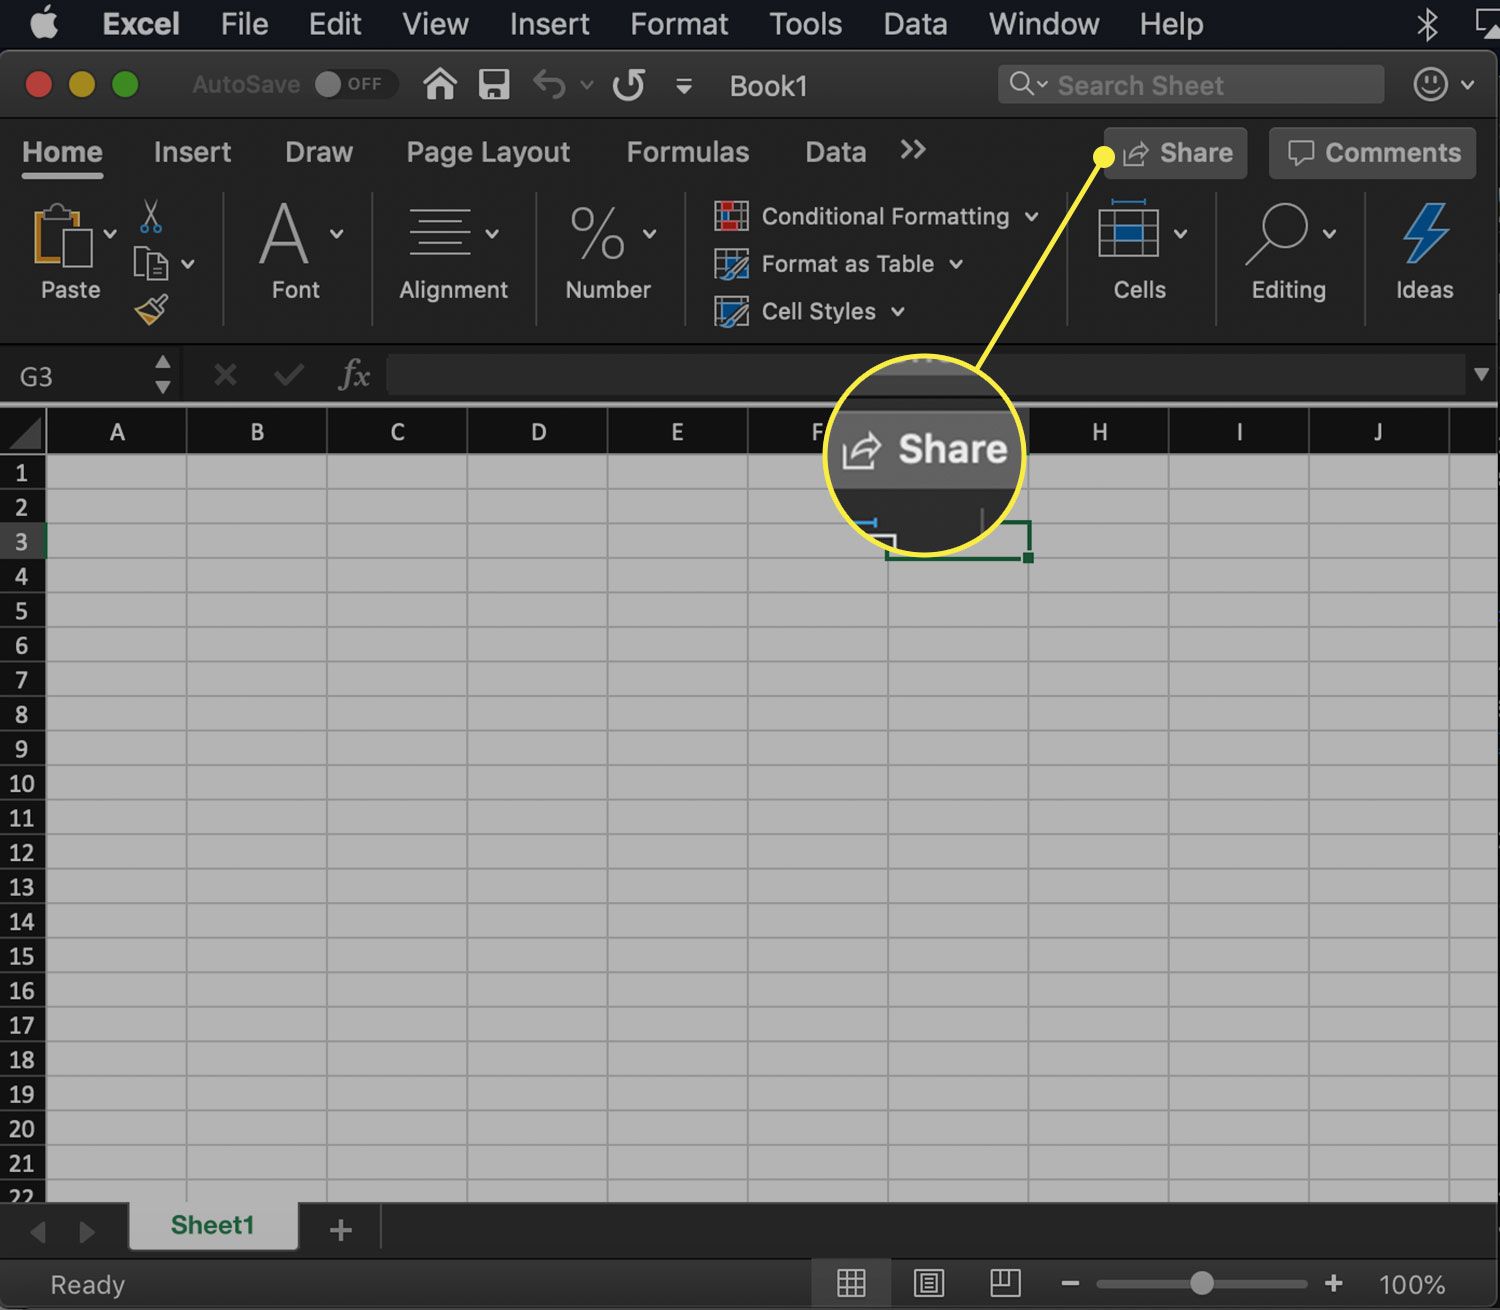 Excel File Edit View Insert Format Tools Data Window Help
AutoSave OFF Book1 Search Sheet
Home Insert Draw Page Layout Formulas Data Share Comments
Paste Font Alignment % Number Conditional Formatting Format as Table Cell Styles Cells Editing Ideas
G3 fx
A B C D E F H I J
Share
1
2
3
4
5
6
7
8
9
10
11
12
13
14
15
16
17
18
19
20
21
22
Sheet1 +
Ready 100%